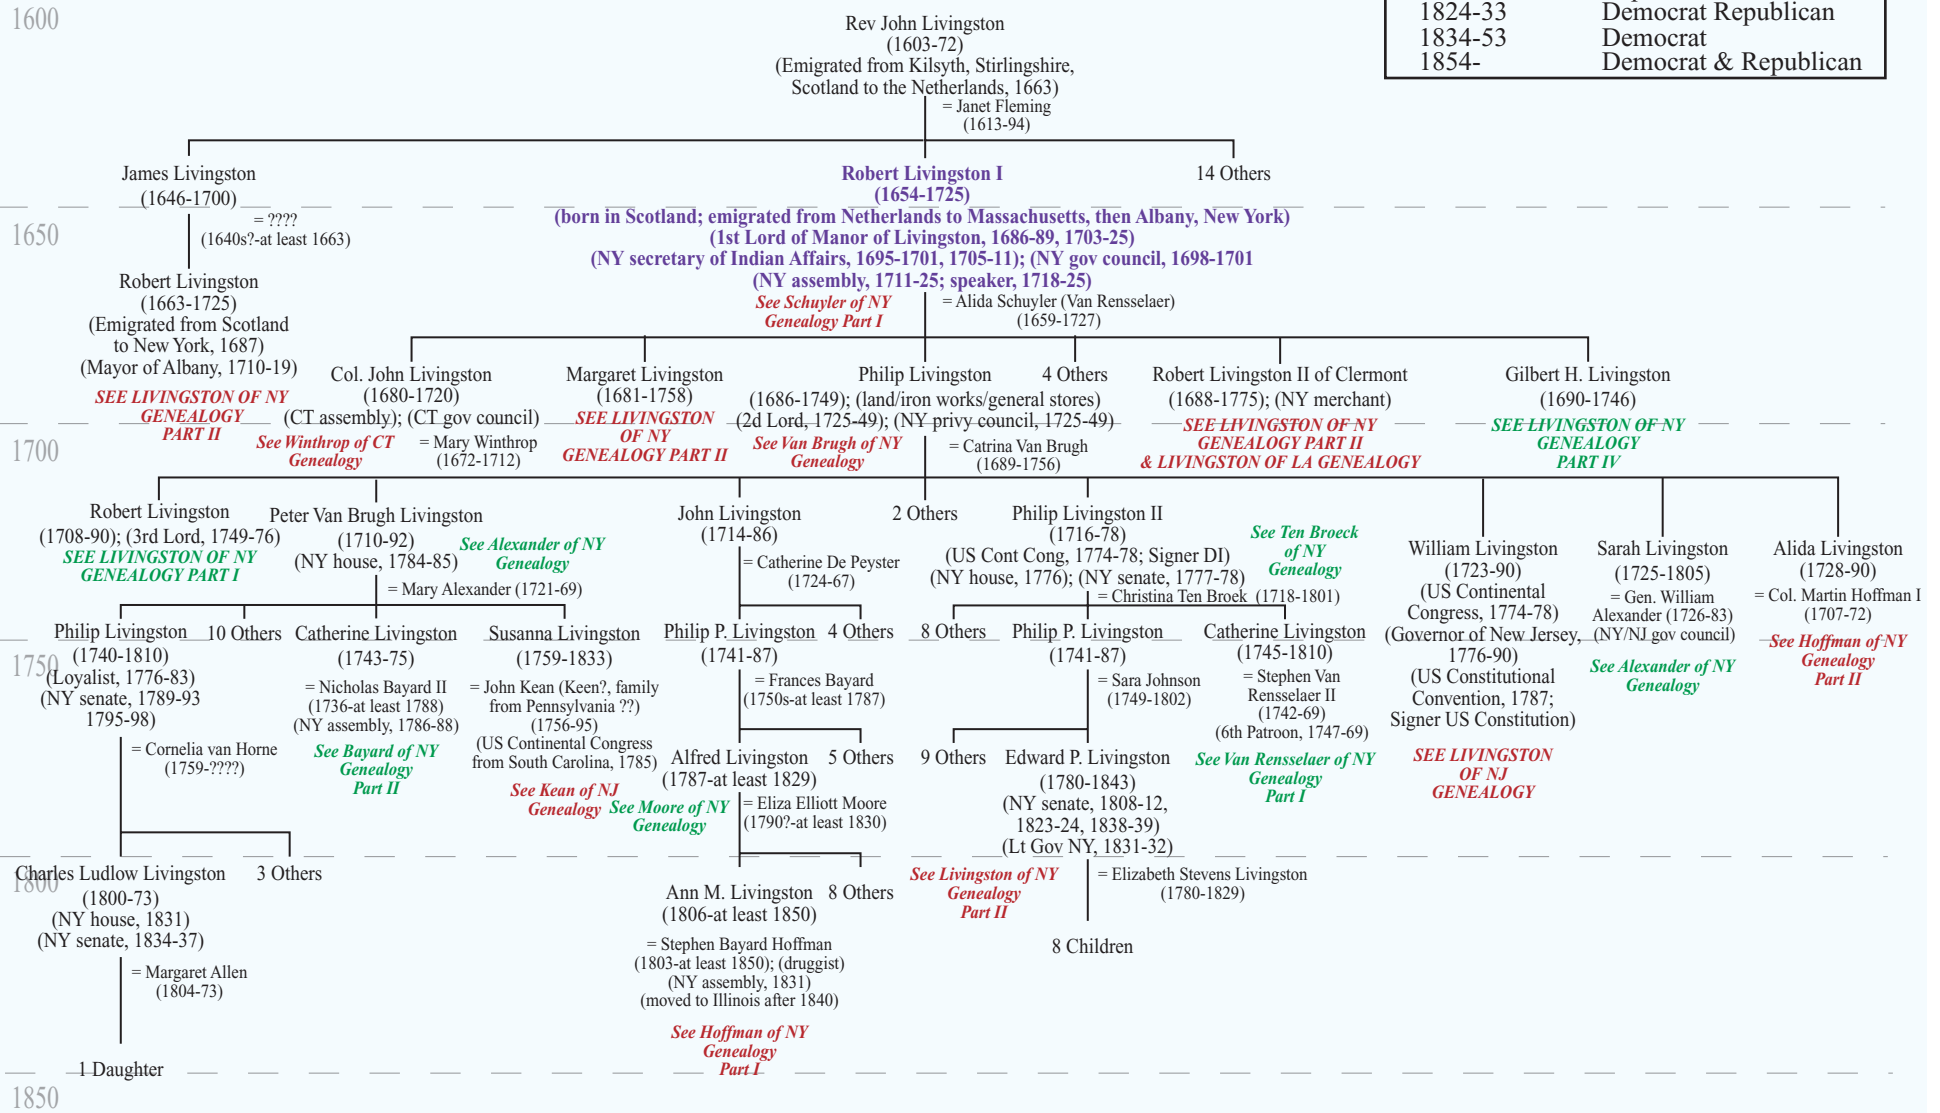 1600
1824-33 Democrat Republican
1834-53 Democrat
1854- Democrat & Republican
Rev John Livingston
(1603-72)
(Emigrated from Kilsyth, Stirlingshire,
Scotland to the Netherlands, 1663)
= Janet Fleming
(1613-94)
James Livingston
(1646-1700)
= ????
(1640s?-at least 1663)
Robert Livingston I
(1654-1725)
(born in Scotland; emigrated from Netherlands to Massachusetts, then Albany, New York)
(1st Lord of Manor of Livingston, 1686-89, 1703-25)
(NY secretary of Indian Affairs, 1695-1701, 1705-11); (NY gov council, 1698-1701
(NY assembly, 1711-25; speaker, 1718-25)
See Schuyler of NY
Genealogy Part I
= Alida Schuyler (Van Rensselaer)
(1659-1727)
14 Others
1650
Robert Livingston
(1663-1725)
(Emigrated from Scotland
to New York, 1687)
(Mayor of Albany, 1710-19)
SEE LIVINGSTON OF NY
GENEALOGY
PART II
Col. John Livingston
(1680-1720)
(CT assembly); (CT gov council)
See Winthrop of CT
Genealogy
= Mary Winthrop
(1672-1712)
Margaret Livingston
(1681-1758)
SEE LIVINGSTON
OF NY
GENEALOGY PART II
Philip Livingston
(1686-1749); (land/iron works/general stores)
(2d Lord, 1725-49); (NY privy council, 1725-49)
See Van Brugh of NY
Genealogy
= Catrina Van Brugh
(1689-1756)
4 Others
Robert Livingston II of Clermont
(1688-1775); (NY merchant)
SEE LIVINGSTON OF NY
GENEALOGY PART II
& LIVINGSTON OF LA GENEALOGY
Gilbert H. Livingston
(1690-1746)
SEE LIVINGSTON OF NY
GENEALOGY
PART IV
1700
Robert Livingston
(1708-90); (3rd Lord, 1749-76)
SEE LIVINGSTON OF NY
GENEALOGY PART I
Peter Van Brugh Livingston
(1710-92)
(NY house, 1784-85)
See Alexander of NY
Genealogy
= Mary Alexander (1721-69)
John Livingston
(1714-86)
= Catherine De Peyster
(1724-67)
2 Others
Philip Livingston II
(1716-78)
(US Cont Cong, 1774-78; Signer DI)
(NY house, 1776); (NY senate, 1777-78)
= Christina Ten Broek (1718-1801)
See Ten Broeck
of NY
Genealogy
William Livingston
(1723-90)
(US Continental
Congress, 1774-78)
(Governor of New Jersey,
1776-90)
(US Constitutional
Convention, 1787;
Signer US Constitution)
SEE LIVINGSTON
OF NJ
GENEALOGY
Sarah Livingston
(1725-1805)
= Gen. William
Alexander (1726-83)
(NY/NJ gov council)
See Alexander of NY
Genealogy
Alida Livingston
(1728-90)
= Col. Martin Hoffman I
(1707-72)
See Hoffman of NY
Genealogy
Part II
1750
Philip Livingston
(1740-1810)
(Loyalist, 1776-83)
(NY senate, 1789-93
1795-98)
= Cornelia van Horne
(1759-????)
10 Others
Catherine Livingston
(1743-75)
= Nicholas Bayard II
(1736-at least 1788)
(NY assembly, 1786-88)
See Bayard of NY
Genealogy
Part II
Susanna Livingston
(1759-1833)
= John Kean (Keen?, family
from Pennsylvania ??)
(1756-95)
(US Continental Congress
from South Carolina, 1785)
See Kean of NJ
Genealogy
Philip P. Livingston
(1741-87)
= Frances Bayard
(1750s-at least 1787)
4 Others
8 Others
Philip P. Livingston
(1741-87)
= Sara Johnson
(1749-1802)
Catherine Livingston
(1745-1810)
= Stephen Van
Rensselaer II
(1742-69)
(6th Patroon, 1747-69)
See Van Rensselaer of NY
Genealogy
Part I
Alfred Livingston
(1787-at least 1829)
See Moore of NY
Genealogy
= Eliza Elliott Moore
(1790?-at least 1830)
5 Others
9 Others
Edward P. Livingston
(1780-1843)
(NY senate, 1808-12,
1823-24, 1838-39)
(Lt Gov NY, 1831-32)
See Livingston of NY
Genealogy
Part II
= Elizabeth Stevens Livingston
(1780-1829)
8 Children
1800
Charles Ludlow Livingston
(1800-73)
(NY house, 1831)
(NY senate, 1834-37)
= Margaret Allen
(1804-73)
3 Others
Ann M. Livingston
(1806-at least 1850)
= Stephen Bayard Hoffman
(1803-at least 1850); (druggist)
(NY assembly, 1831)
(moved to Illinois after 1840)
See Hoffman of NY
Genealogy
Part I
8 Others
1 Daughter
1850